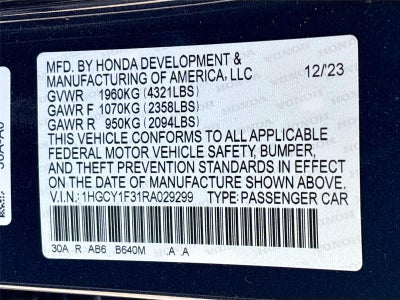 MFD. BY HONDA DEVELOPMENT &
MANUFACTURING OF AMERICA, LLC 12/23
GVWR 1960KG (4321LBS)
GAWR F 1070KG (2358LBS)
GAWR R 950KG (2094LBS)
THIS VEHICLE CONFORMS TO ALL APPLICABLE
FEDERAL MOTOR VEHICLE SAFETY, BUMPER,
AND THEFT PREVENTION STANDARDS IN EFFECT
ON THE DATE OF MANUFACTURE SHOWN ABOVE.
V.I.N.: 1HGCY1F31RA029299 TYPE: PASSENGER CAR
30A R AB6 B640M A A